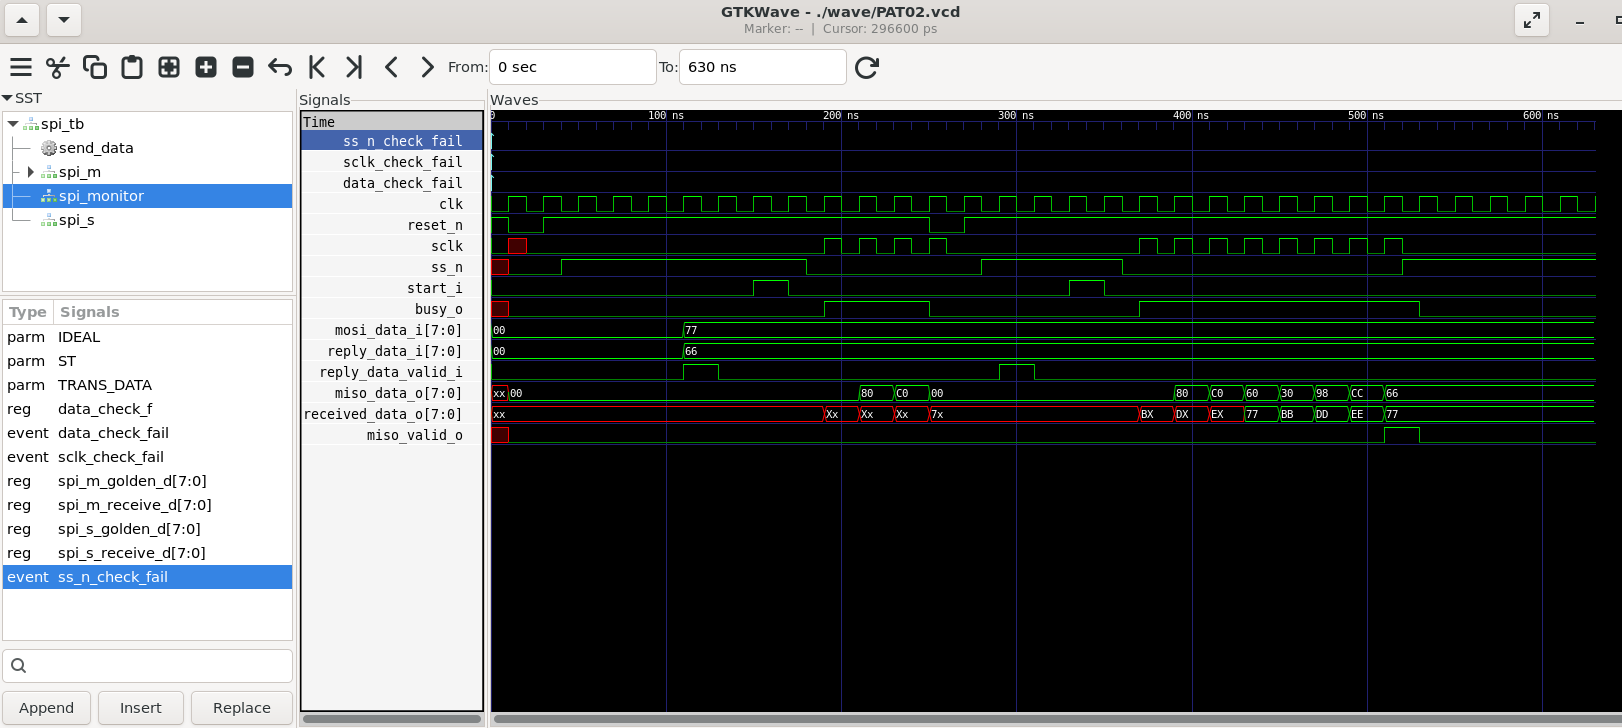 GTKWave - ./wave/PAT02.vcd
Marker: -- | Cursor: 296600 ps
From: 0 sec To: 630 ns
SST
spi_tb
send_data
spi_m
spi_monitor
spi_s
Type Signals
parm IDEAL
parm ST
parm TRANS_DATA
reg data_check_f
event data_check_fail
event sclk_check_fail
reg spi_m_golden_d[7:0]
reg spi_m_receive_d[7:0]
reg spi_s_golden_d[7:0]
reg spi_s_receive_d[7:0]
event ss_n_check_fail
Append Insert Replace
Signals
Time
ss_n_check_fail
sclk_check_fail
data_check_fail
clk
reset_n
sclk
ss_n
start_i
busy_o
mosi_data_i[7:0]
reply_data_i[7:0]
reply_data_valid_i
miso_data_o[7:0]
received_data_o[7:0]
miso_valid_o
Waves
0 100 ns 200 ns 300 ns 400 ns 500 ns 600 ns
00 77
00 66
xx 00 80 C0 00 80 C0 60 30 98 CC 66
xx Xx Xx Xx 7x BX DX EX 77 BB DD EE 77